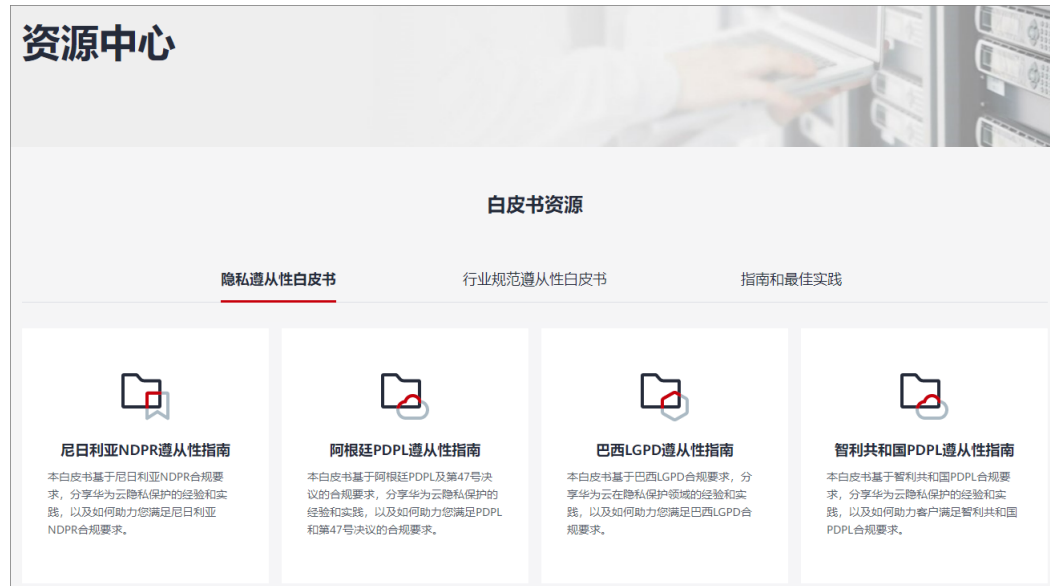 资源中心
白皮书资源
隐私遵从性白皮书
行业规范遵从性白皮书
指南和最佳实践
尼日利亚NDPR遵从性指南
本白皮书基于尼日利亚NDPR合规要
求，分享华为云隐私保护的经验和实
践，以及如何助力您满足尼日利亚
NDPR合规要求。
阿根廷PDPL遵从性指南
本白皮书基于阿根廷PDPL及第47号决
议的合规要求，分享华为云隐私保护的
经验和实践，以及如何助力您满足PDPL
和第47号决议的合规要求。
巴西LGPD遵从性指南
本白皮书基于巴西LGPD合规要求，分
享华为云在隐私保护领域的经验和实
践，以及如何助力您满足巴西LGPD合
规要求。
智利共和国PDPL遵从性指南
本白皮书基于智利共和国PDPL合规要
求，分享华为云隐私保护的经验和实
践，以及如何助力客户满足智利共和国
PDPL合规要求。